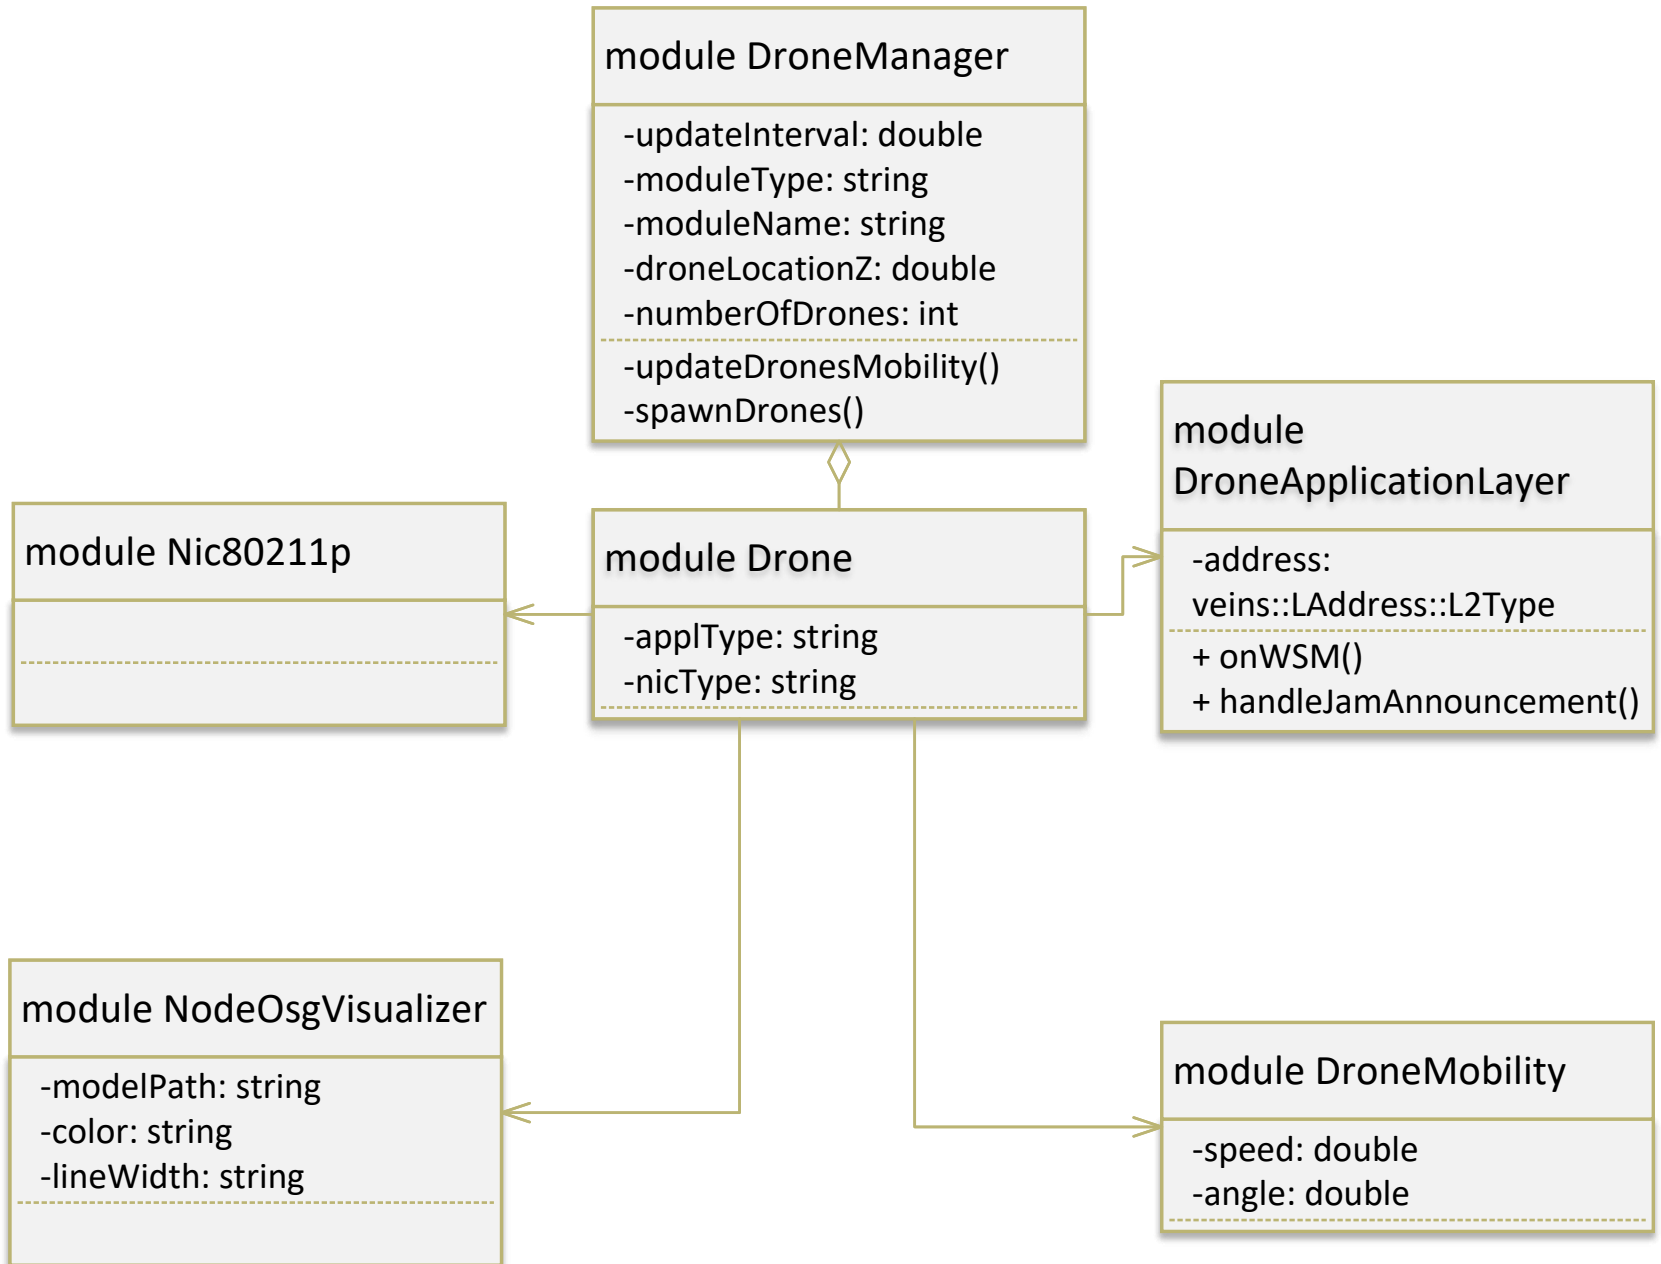 module DroneManager
-updateInterval: double
-moduleType: string
-moduleName: string
-droneLocationZ: double
-numberOfDrones: int
-updateDronesMobility()
-spawnDrones()
module Nic80211p
module Drone
-applType: string
-nicType: string
module
DroneApplicationLayer
-address:
veins::LAddress::L2Type
+ onWSM()
+ handleJamAnnouncement()
module NodeOsgVisualizer
-modelPath: string
-color: string
-lineWidth: string
module DroneMobility
-speed: double
-angle: double